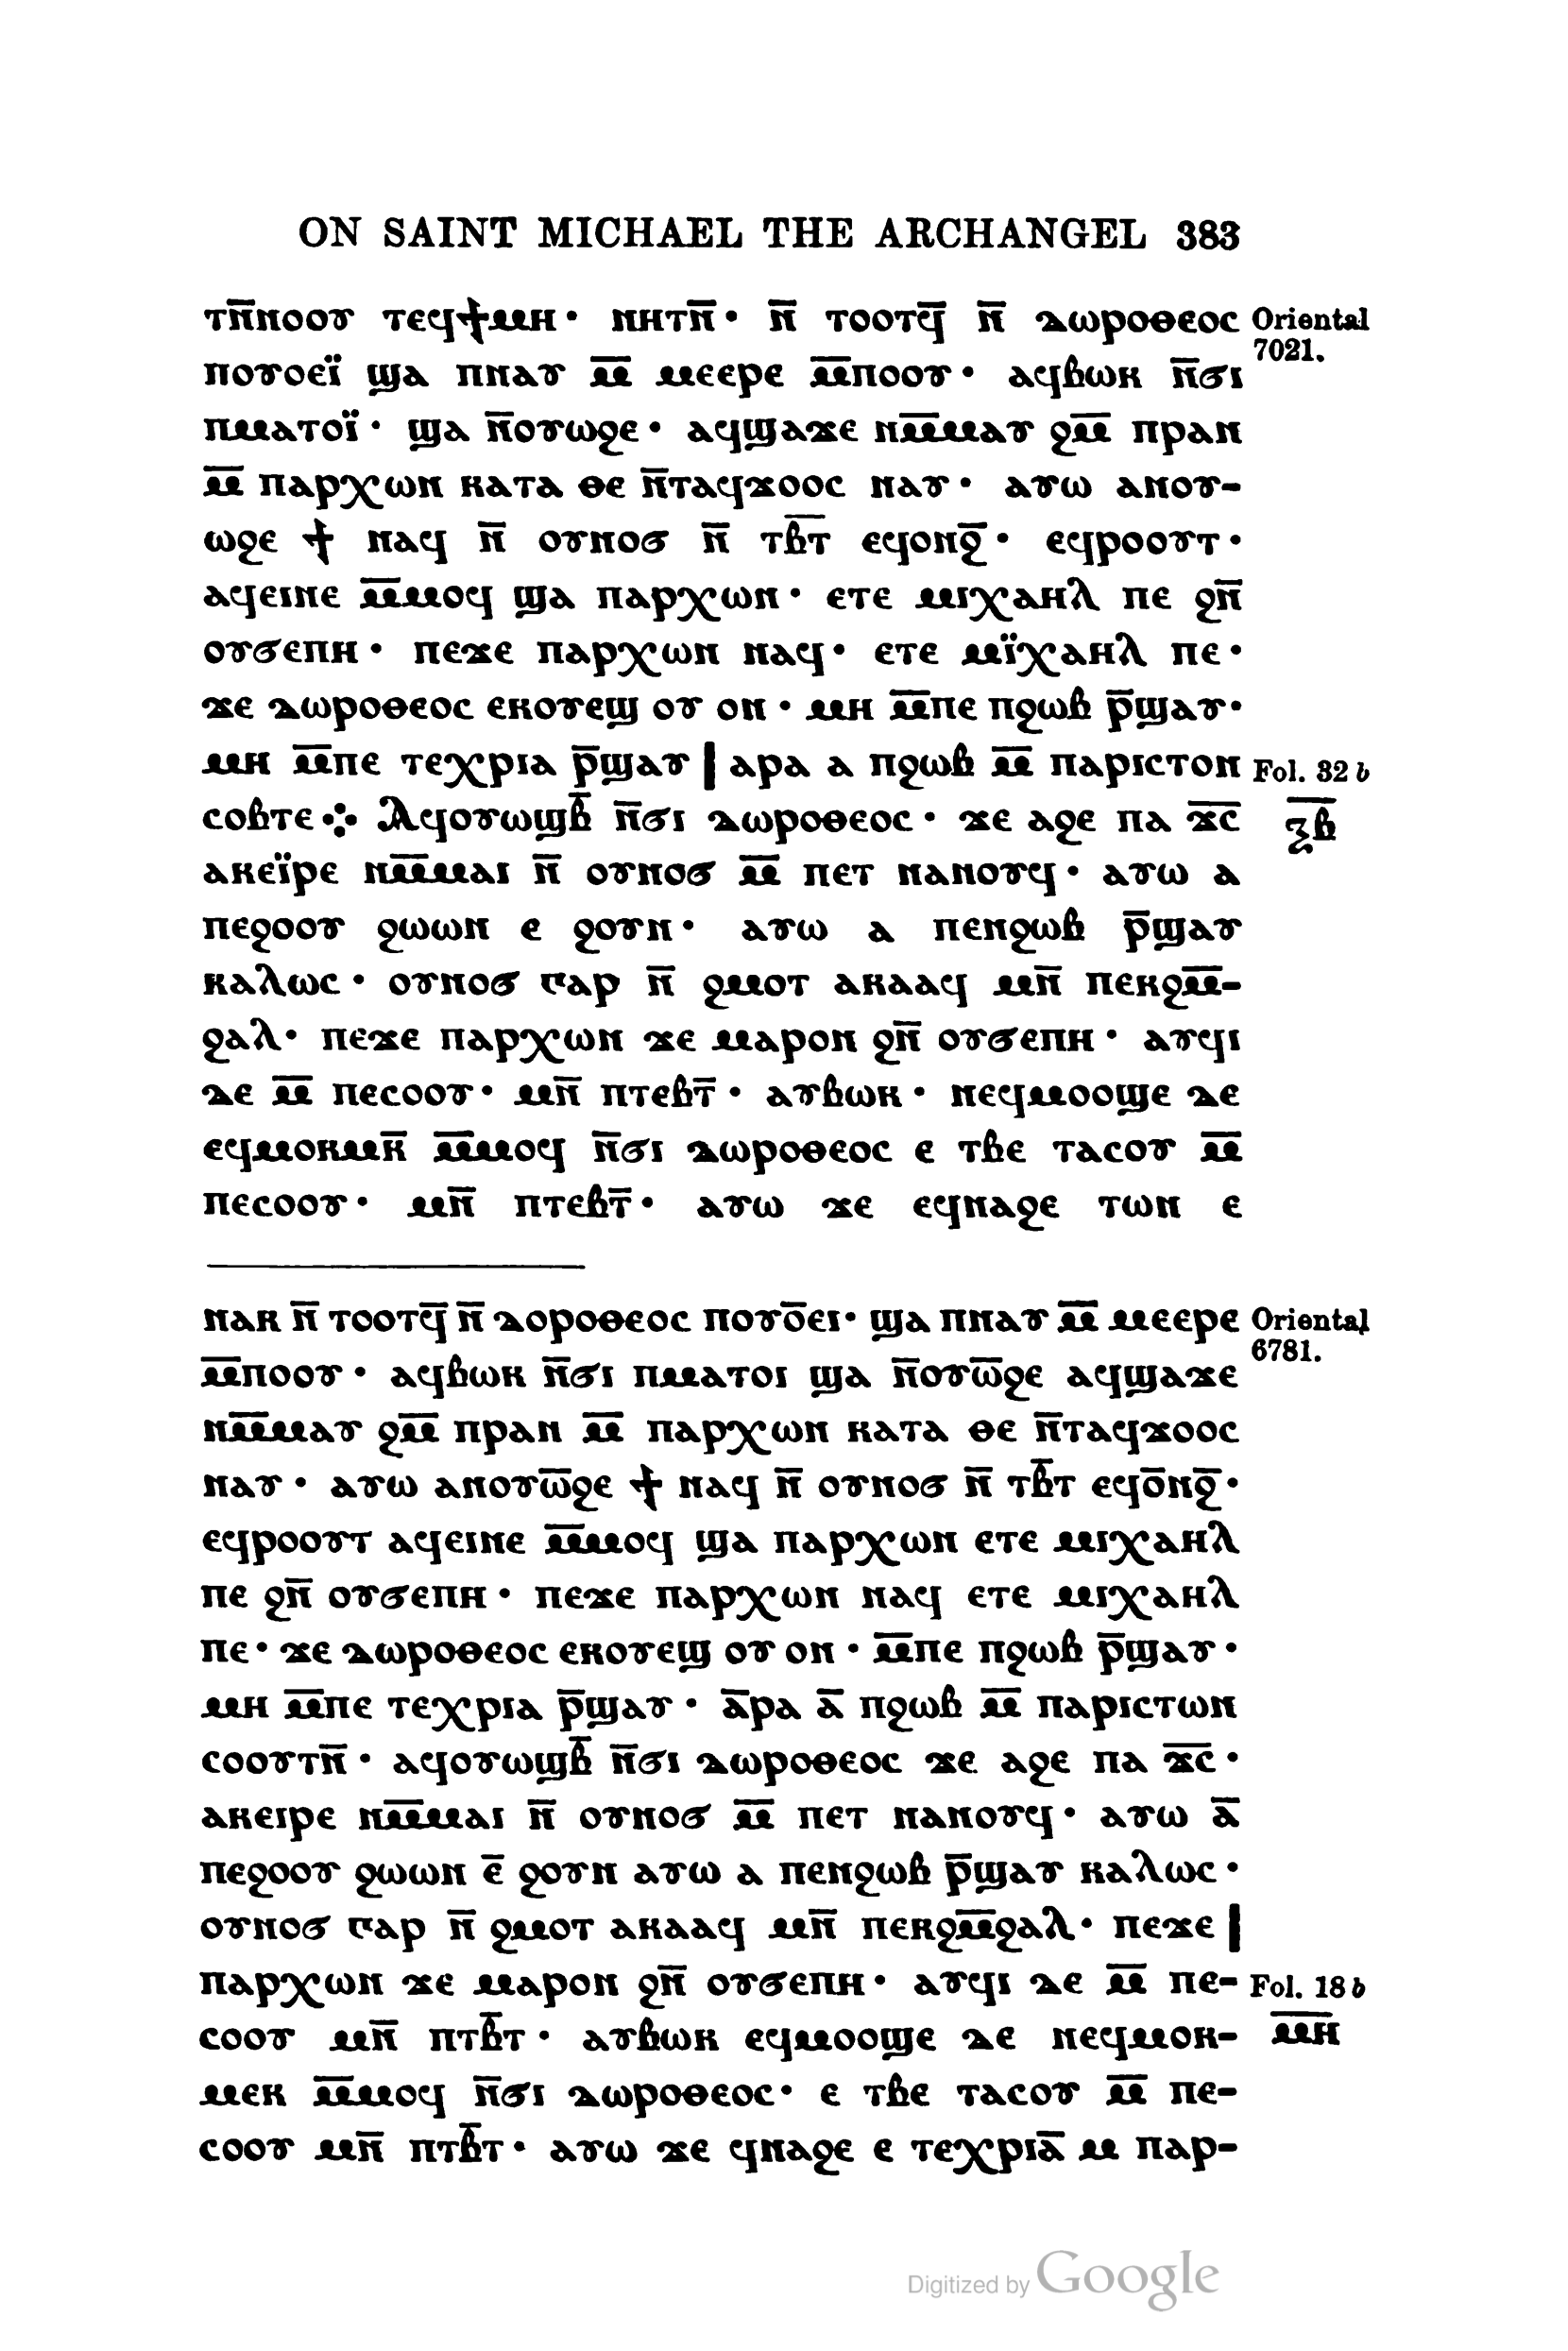 ON SAINT MICHAEL THE ARCHANGEL 383
ⲧⲛ̅ⲛⲟⲟⲩ ⲧⲉϥϯⲙⲏ· ⲛⲏⲧⲛ̅· ⲛ̅ ⲧⲟⲟⲧϥ̅ ⲛ̅ ⲇⲱⲣⲟⲑⲉⲟⲥ Oriental 7021.
ⲡⲟⲩⲟⲉⲓ̈ ϣⲁ ⲡⲛⲁⲩ ⲙ̅ ⲙⲉⲉⲣⲉ ⲙ̅ⲡⲟⲟⲩ· ⲁϥⲃⲱⲕ ⲛ̅ϭⲓ
ⲡⲙⲁⲧⲟⲓ̈· ϣⲁ ⲛ̅ⲟⲩⲱϩⲉ· ⲁϥϣⲁϫⲉ ⲛⲙ̅ⲙⲁⲩ ϩⲙ̅ ⲡⲣⲁⲛ
ⲙ̅ ⲡⲁⲣⲭⲱⲛ ⲕⲁⲧⲁ ⲑⲉ ⲛ̅ⲧⲁϥϫⲟⲟⲥ ⲛⲁⲩ· ⲁⲩⲱ ⲁⲛⲟⲩ-
ⲱϩⲉ ϯ ⲛⲁϥ ⲛ̅ ⲟⲩⲛⲟϭ ⲛ̅ ⲧⲃ̅ⲧ ⲉϥⲟⲛϩ̅· ⲉϥⲣⲟⲟⲩⲧ·
ⲁϥⲉⲓⲛⲉ ⲙ̅ⲙⲟϥ ϣⲁ ⲡⲁⲣⲭⲱⲛ· ⲉⲧⲉ ⲙⲓⲭⲁⲏⲗ ⲡⲉ ϩⲛ̅
ⲟⲩϭⲉⲡⲏ· ⲡⲉϫⲉ ⲡⲁⲣⲭⲱⲛ ⲛⲁϥ· ⲉⲧⲉ ⲙⲓ̈ⲭⲁⲏⲗ ⲡⲉ·
ϫⲉ ⲇⲱⲣⲟⲑⲉⲟⲥ ⲉⲕⲟⲩⲉϣ ⲟⲩ ⲟⲛ· ⲙⲏ ⲙ̅ⲡⲉ ⲡϩⲱⲃ ⲣ̅ϣⲁⲩ·
ⲙⲏ ⲙ̅ⲡⲉ ⲧⲉⲭⲣⲓⲁ ⲣ̅ϣⲁⲩ | ⲁⲣⲁ ⲁ ⲡϩⲱⲃ ⲙ̅ ⲡⲁⲣⲓⲥⲧⲟⲛ Fol. 32 b
ⲥⲟⲃⲧⲉ⁘ Ⲁϥⲟⲩⲱϣⲃ̅ ⲛ̅ϭⲓ ⲇⲱⲣⲟⲑⲉⲟⲥ· ϫⲉ ⲁϩⲉ ⲡⲁ ϫ̅ⲥ̅ ⲝ̅ⲃ̅
ⲁⲕⲉⲓ̈ⲣⲉ ⲛⲙ̅ⲙⲁⲓ ⲛ̅ ⲟⲩⲛⲟϭ ⲙ̅ ⲡⲉⲧ ⲛⲁⲛⲟⲩϥ· ⲁⲩⲱ ⲁ
ⲡⲉϩⲟⲟⲩ ϩⲱⲱⲛ ⲉ ϩⲟⲩⲛ· ⲁⲩⲱ ⲁ ⲡⲉⲛϩⲱⲃ ⲣ̅ϣⲁⲩ
ⲕⲁⲗⲱⲥ· ⲟⲩⲛⲟϭ ⲅⲁⲣ ⲛ̅ ϩⲙⲟⲧ ⲁⲕⲁⲁϥ ⲙⲛ̅ ⲡⲉⲕϩⲙ̅-
ϩⲁⲗ· ⲡⲉϫⲉ ⲡⲁⲣⲭⲱⲛ ϫⲉ ⲙⲁⲣⲟⲛ ϩⲛ̅ ⲟⲩϭⲉⲡⲏ· ⲁⲩϥⲓ
ⲇⲉ ⲙ̅ ⲡⲉⲥⲟⲟⲩ· ⲙⲛ̅ ⲡⲧⲉⲃⲧ̅· ⲁⲩⲃⲱⲕ· ⲛⲉϥⲙⲟⲟϣⲉ ⲇⲉ
ⲉϥⲙⲟⲕⲙⲕ̅ ⲙ̅ⲙⲟϥ ⲛ̅ϭⲓ ⲇⲱⲣⲟⲑⲉⲟⲥ ⲉ ⲧⲃⲉ ⲧⲁⲥⲟⲩ ⲙ̅
ⲡⲉⲥⲟⲟⲩ· ⲙⲛ̅ ⲡⲧⲉⲃⲧ̅· ⲁⲩⲱ ϫⲉ ⲉϥⲛⲁϩⲉ ⲧⲱⲛ ⲉ
ⲛⲁⲕ ⲛ̅ ⲧⲟⲟⲧϥ̅ ⲛ̅ ⲇⲟⲣⲟⲑⲉⲟⲥ ⲡⲟⲩⲟ̅ⲉⲓ· ϣⲁ ⲡⲛⲁⲩ ⲙ̅ ⲙⲉⲉⲣⲉ Oriental 6781.
ⲙ̅ⲡⲟⲟⲩ· ⲁϥⲃⲱⲕ ⲛ̅ϭⲓ ⲡⲙⲁⲧⲟⲓ ϣⲁ ⲛ̅ⲟⲩⲱ̅ϩⲉ ⲁϥϣⲁϫⲉ
ⲛⲙ̅ⲙⲁⲩ ϩⲙ̅ ⲡⲣⲁⲛ ⲙ̅ ⲡⲁⲣⲭⲱⲛ ⲕⲁⲧⲁ ⲑⲉ ⲛ̅ⲧⲁϥϫⲟⲟⲥ
ⲛⲁⲩ· ⲁⲩⲱ ⲁⲛⲟⲩⲱ̅ϩⲉ ϯ ⲛⲁϥ ⲛ̅ ⲟⲩⲛⲟϭ ⲛ̅ ⲧⲃ̅ⲧ ⲉϥⲟ̅ⲛϩ̅·
ⲉϥⲣⲟⲟⲩⲧ ⲁϥⲉⲓⲛⲉ ⲙ̅ⲙⲟϥ ϣⲁ ⲡⲁⲣⲭⲱⲛ ⲉⲧⲉ ⲙⲓⲭⲁⲏⲗ
ⲡⲉ ϩⲛ̅ ⲟⲩϭⲉⲡⲏ· ⲡⲉϫⲉ ⲡⲁⲣⲭⲱⲛ ⲛⲁϥ ⲉⲧⲉ ⲙⲓⲭⲁⲏⲗ
ⲡⲉ· ϫⲉ ⲇⲱⲣⲟⲑⲉⲟⲥ ⲉⲕⲟⲩⲉϣ ⲟⲩ ⲟⲛ· ⲙ̅ⲡⲉ ⲡϩⲱⲃ ⲣ̅ϣⲁⲩ·
ⲙⲏ ⲙ̅ⲡⲉ ⲧⲉⲭⲣⲓⲁ ⲣ̅ϣⲁⲩ· ⲁ̅ⲣⲁ ⲁ̅ ⲡϩⲱⲃ ⲙ̅ ⲡⲁⲣⲓⲥⲧⲱⲛ
ⲥⲟⲟⲩⲧⲛ̅· ⲁϥⲟⲩⲱϣⲃ̅ ⲛ̅ϭⲓ ⲇⲱⲣⲟⲑⲉⲟⲥ ϫⲉ ⲁϩⲉ ⲡⲁ ϫ̅ⲥ̅·
ⲁⲕⲉⲓⲣⲉ ⲛⲙ̅ⲙⲁⲓ ⲛ̅ ⲟⲩⲛⲟϭ ⲙ̅ ⲡⲉⲧ ⲛⲁⲛⲟⲩϥ· ⲁⲩⲱ ⲁ̅
ⲡⲉϩⲟⲟⲩ ϩⲱⲱⲛ ⲉ̅ ϩⲟⲩⲛ ⲁⲩⲱ ⲁ ⲡⲉⲛϩⲱⲃ ⲣ̅ϣⲁⲩ ⲕⲁⲗⲱⲥ·
ⲟⲩⲛⲟϭ ⲅⲁⲣ ⲛ̅ ϩⲙⲟⲧ ⲁⲕⲁⲁϥ ⲙⲛ̅ ⲡⲉⲕϩⲙ̅ϩⲁⲗ· ⲡⲉϫⲉ |
ⲡⲁⲣⲭⲱⲛ ϫⲉ ⲙⲁⲣⲟⲛ ϩⲛ̅ ⲟⲩϭⲉⲡⲏ· ⲁⲩϥⲓ ⲇⲉ ⲙ̅ ⲡⲉ- Fol. 18 b
ⲥⲟⲟⲩ ⲙⲛ̅ ⲡⲧⲃ̅ⲧ· ⲁⲩⲃⲱⲕ ⲉϥⲙⲟⲟϣⲉ ⲇⲉ ⲛⲉϥⲙⲟⲕ- ⲙ̅ⲏ̅
ⲙⲉⲕ ⲙ̅ⲙⲟϥ ⲛ̅ϭⲓ ⲇⲱⲣⲟⲑⲉⲟⲥ· ⲉ ⲧⲃⲉ ⲧⲁⲥⲟⲩ ⲙ̅ ⲡⲉ-
ⲥⲟⲟⲩ ⲙⲛ̅ ⲡⲧⲃ̅ⲧ· ⲁⲩⲱ ϫⲉ ϥⲛⲁϩⲉ ⲉ ⲧⲉⲭⲣⲓⲁ̅ ⲙ ⲡⲁⲣ-
Digitized by Google